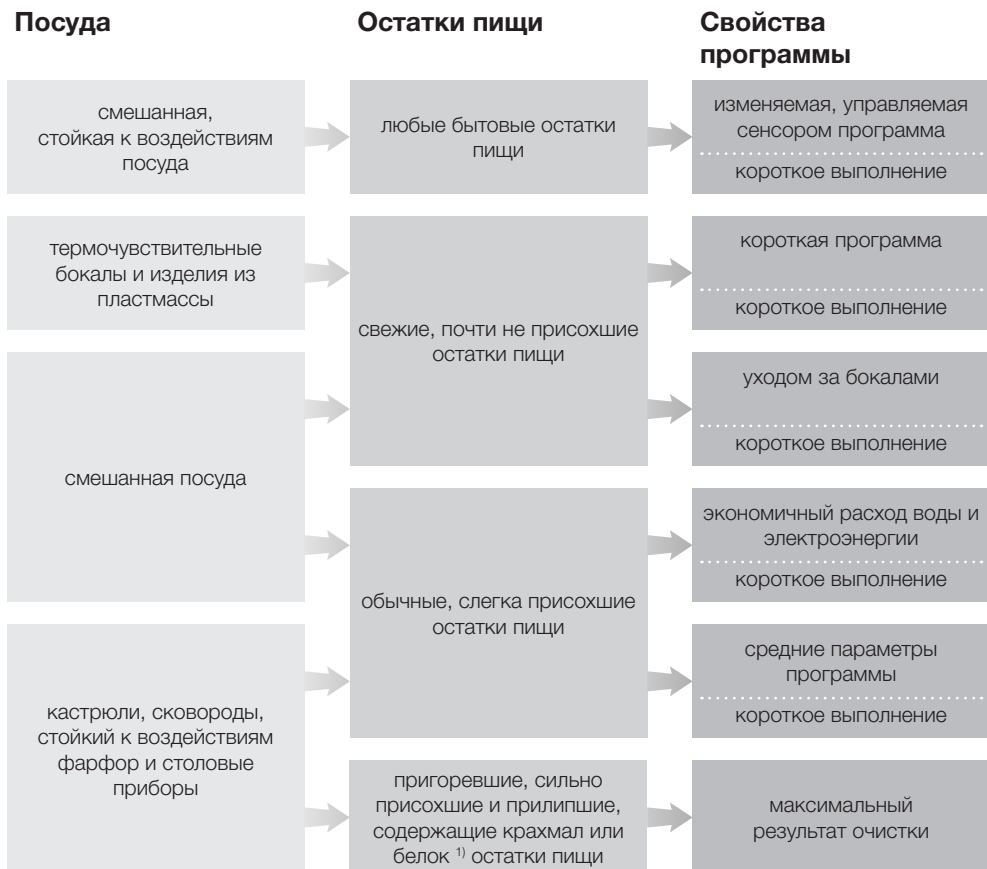 Посуда
Остатки пищи
Свойства
программы
смешанная,
стойкая к воздействиям
посуда
любые бытовые остатки
пищи
изменяемая, управляемая
сенсором программа
короткое выполнение
термочувствительные
бокалы и изделия из
пластмассы
свежие, почти не присохшие
остатки пищи
короткая программа
короткое выполнение
уходом за бокалами
короткое выполнение
смешанная посуда
обычные, слегка присохшие
остатки пищи
экономичный расход воды и
электроэнергии
короткое выполнение
средние параметры
программы
короткое выполнение
кастрюли, сковороды,
стойкий к воздействиям
фарфор и столовые
приборы
пригоревшие, сильно
присохшие и прилипшие,
содержащие крахмал или
белок 1) остатки пищи
максимальный
результат очистки